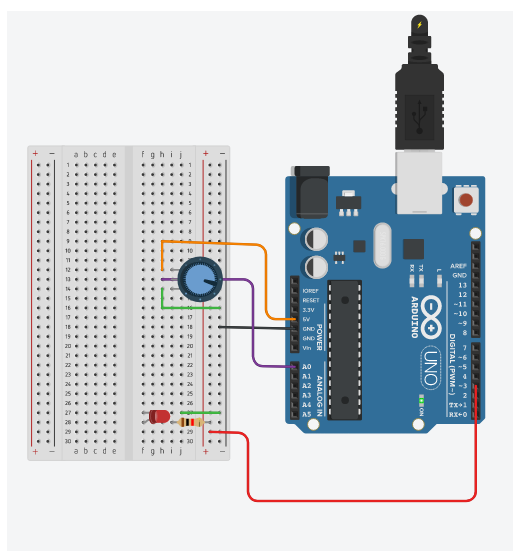 + − a b c d e f g h i j + −
1 1
2 2
3 3
4 4
5 5
6 6
7 7
8 8
9 9
10 10
11
12 12
13 13
14 14
15 15
16 16
17 17
18 18
19 19
20 20
21 21
22 22
23 23
24 24
25 25
26 26
27 27
28 28
29 29
30 30
+ − a b c d e f g h i j + −
IOREF
RESET
3.3V
5V
GND
GND
Vin
POWER
A0
A1
A2
A3
A4
A5
ANALOG IN
RX
TX
L
ARDUINO
UNO
ON
AREF
GND
13
12
~11
~10
~9
8
7
~6
~5
4
~3
2
TX→1
RX←0
DIGITAL (PWM~)